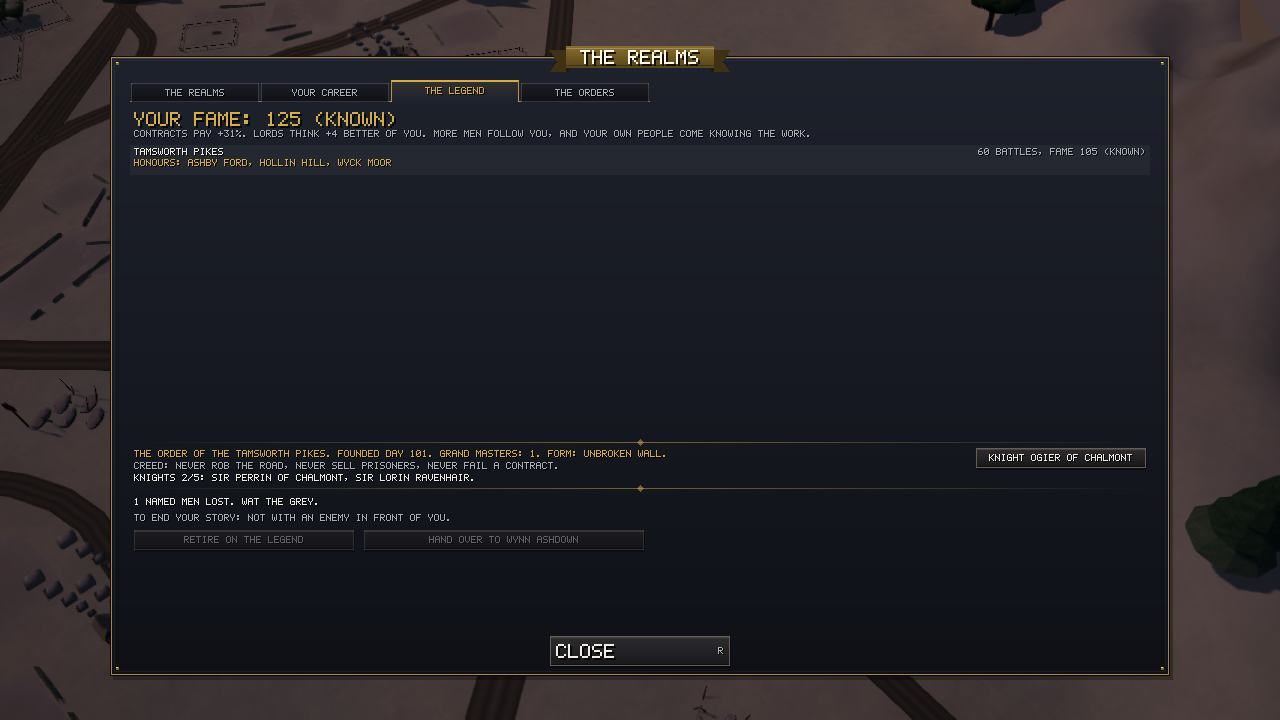 THE REALMS
THE REALMS
YOUR CAREER
THE LEGEND
THE ORDERS
YOUR FAME: 125 (KNOWN)
CONTRACTS PAY +31%. LORDS THINK +4 BETTER OF YOU. MORE MEN FOLLOW YOU, AND YOUR OWN PEOPLE COME KNOWING THE WORK.
TAMSWORTH PIKES
60 BATTLES, FAME 105 (KNOWN)
HONOURS: ASHBY FORD, HOLLIN HILL, WYCK MOOR
THE ORDER OF THE TAMSWORTH PIKES. FOUNDED DAY 101. GRAND MASTERS: 1. FORM: UNBROKEN WALL.
KNIGHT OGIER OF CHALMONT
CREED: NEVER ROB THE ROAD, NEVER SELL PRISONERS, NEVER FAIL A CONTRACT.
KNIGHTS 2/5: SIR PERRIN OF CHALMONT, SIR LORIN RAVENHAIR.
1 NAMED MEN LOST. WAT THE GREY.
TO END YOUR STORY: NOT WITH AN ENEMY IN FRONT OF YOU.
RETIRE ON THE LEGEND
HAND OVER TO WYNN ASHDOWN
CLOSE R